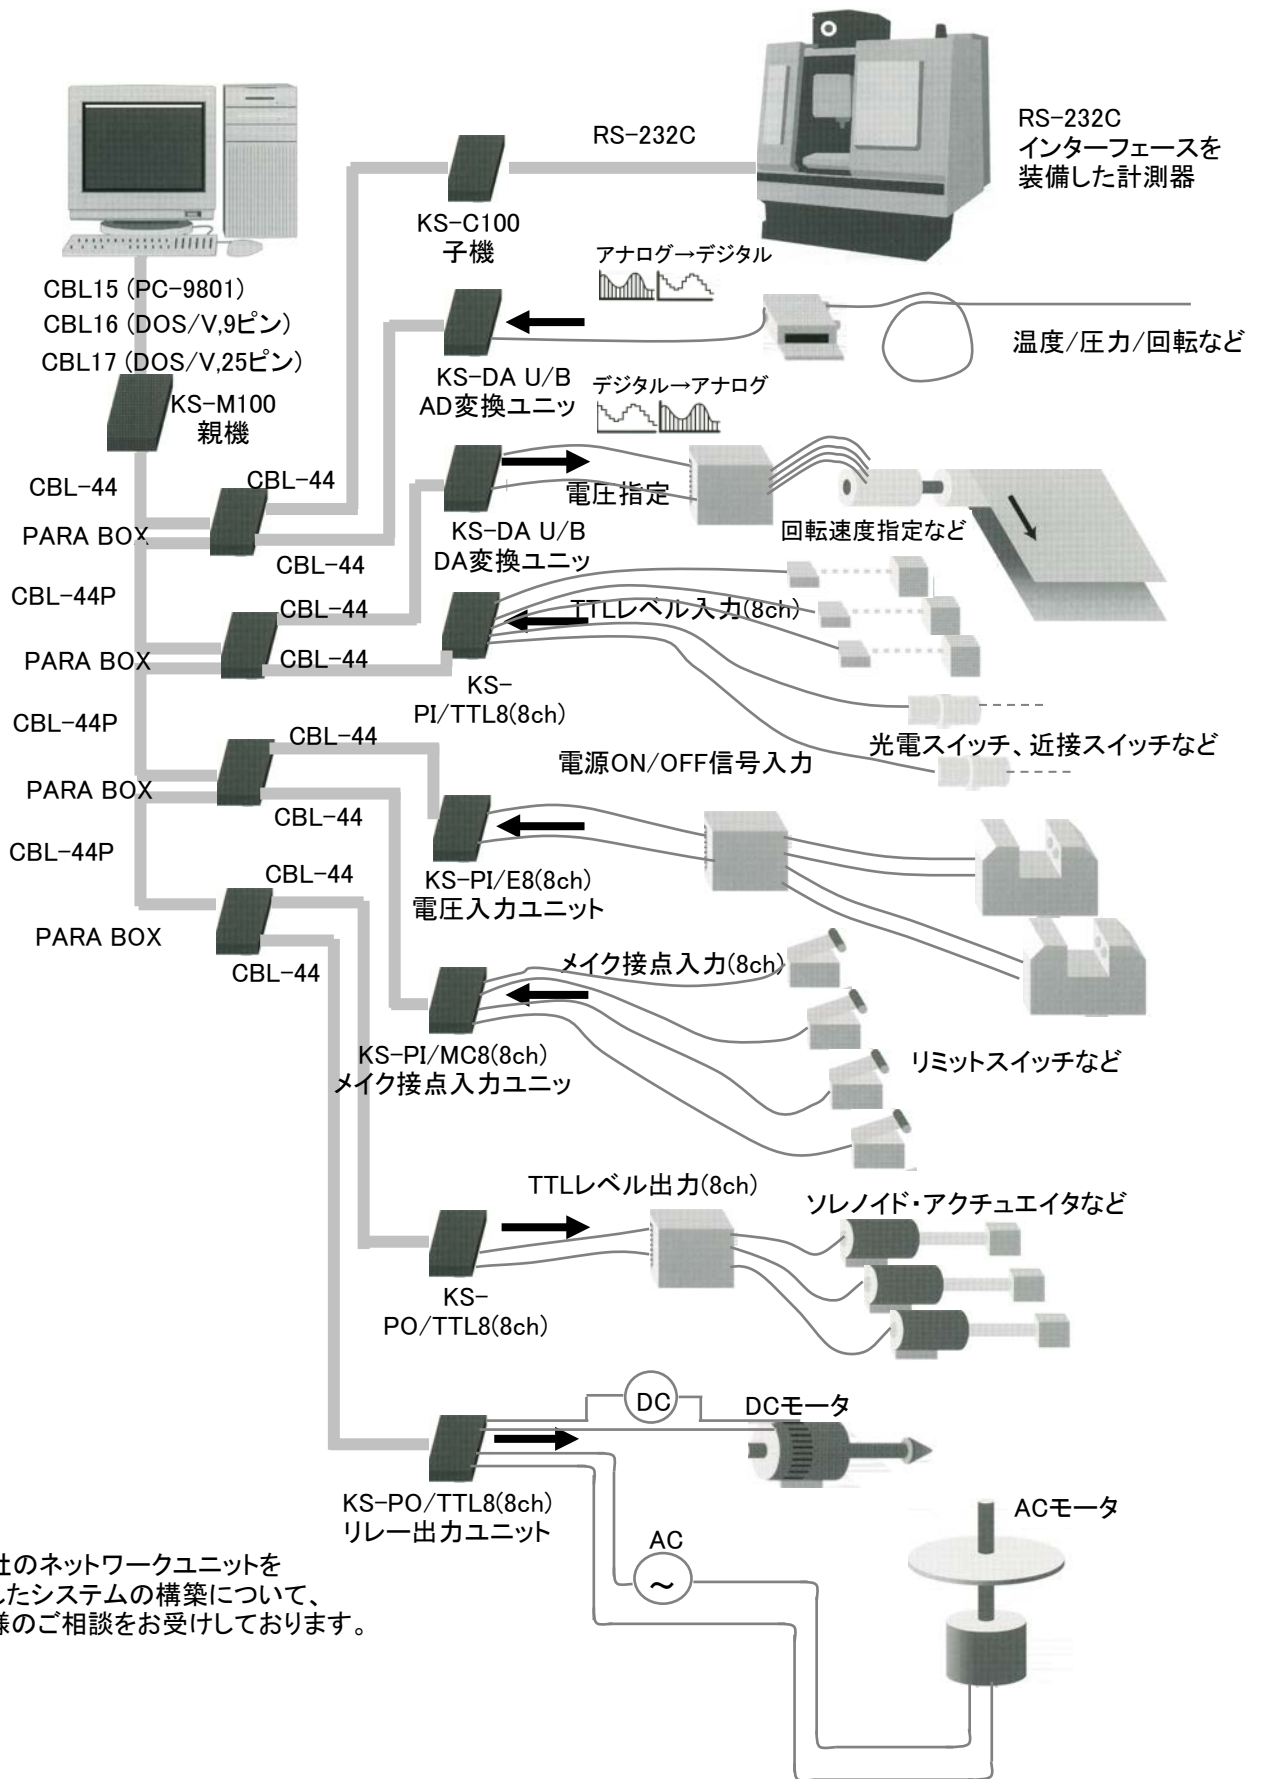 RS-232C
RS-232C
インターフェースを
装備した計測器
KS-C100
子機
アナログ→デジタル
CBL15 (PC-9801)
CBL16 (DOS/V,9ピン)
CBL17 (DOS/V,25ピン)
温度/圧力/回転など
KS-DA U/B
AD変換ユニッ
デジタル→アナログ
KS-M100
親機
CBL-44
CBL-44
電圧指定
PARA BOX
KS-DA U/B
DA変換ユニッ
回転速度指定など
CBL-44
CBL-44P
CBL-44
TTLレベル入力(8ch)
PARA BOX
CBL-44
KS-
PI/TTL8(8ch)
CBL-44P
CBL-44
光電スイッチ、近接スイッチなど
電源ON/OFF信号入力
PARA BOX
CBL-44
CBL-44P
CBL-44
KS-PI/E8(8ch)
電圧入力ユニット
PARA BOX
CBL-44
メイク接点入力(8ch)
KS-PI/MC8(8ch)
メイク接点入力ユニッ
リミットスイッチなど
TTLレベル出力(8ch)
ソレノイド・アクチュエイタなど
KS-
PO/TTL8(8ch)
DC
DCモータ
KS-PO/TTL8(8ch)
リレー出力ユニット
ACモータ
AC
～
社のネットワークユニットを
したシステムの構築について、
様のご相談をお受けしております。